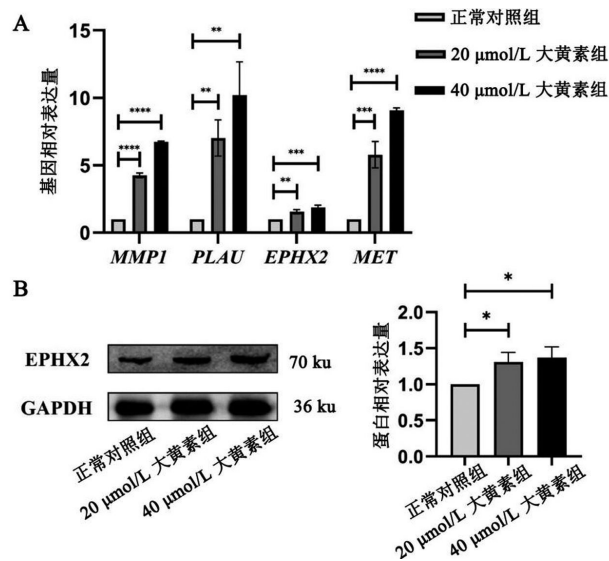 A
正常对照组
20 μmol/L 大黄素组
40 μmol/L 大黄素组
基因相对表达量
15
10
5
0
**** ****
** **
** ***
*** ****
MMP1 PLAU EPHX2 MET
B
EPHX2 70 ku
GAPDH 36 ku
正常对照组
20 μmol/L 大黄素组
40 μmol/L 大黄素组
蛋白相对表达量
2.0
1.5
1.0
0.5
0.0
*
*
正常对照组
20 μmol/L 大黄素组
40 μmol/L 大黄素组